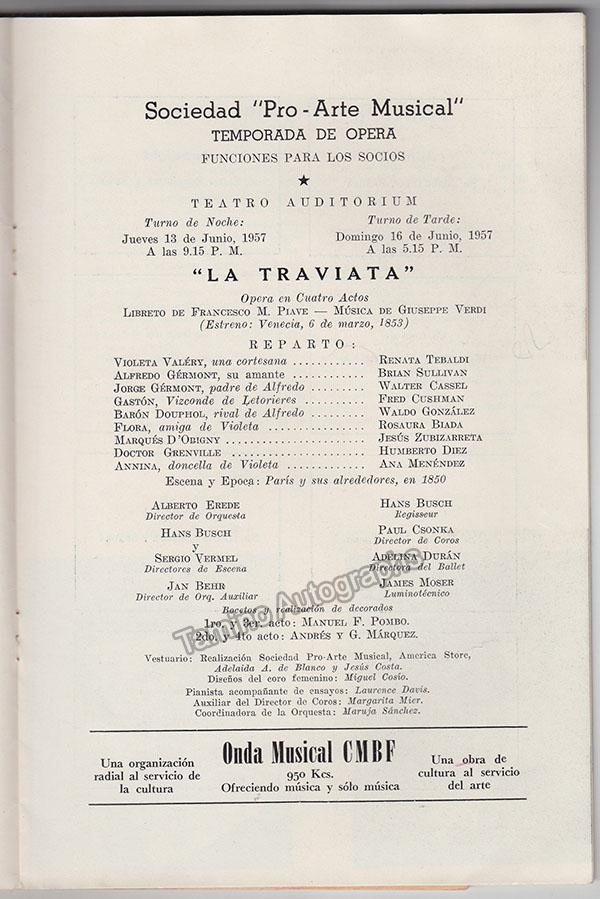 Sociedad "Pro-Arte Musical"
TEMPORADA DE OPERA
FUNCIONES PARA LOS SOCIOS
★
TEATRO AUDITORIUM
Turno de Noche:
Jueves 13 de Junio, 1957
A las 9.15 P. M.
Turno de Tarde:
Domingo 16 de Junio, 1957
A las 5.15 P. M.
"LA TRAVIATA"
Opera en Cuatro Actos
LIBRETO DE FRANCESCO M. PIAVE — MÚSICA DE GIUSEPPE VERDI
(Estreno: Venecia, 6 de marzo, 1853)
REPARTO:
VIOLETA VALÉRY, una cortesana ............ RENATA TEBALDI
ALFREDO GÉRMONT, su amante ............ BRIAN SULLIVAN
JORGE GÉRMONT, padre de Alfredo ......... WALTER CASSEL
GASTÓN, Vizconde de Letorieres ........... FRED CUSHMAN
BARÓN DOUPHOL, rival de Alfredo ......... WALDO GONZÁLEZ
FLORA, amiga de Violeta ................ ROSAURA BIADA
MARQUÉS D'OBIGNY ...................... JESÚS ZUBIZARRETA
DOCTOR GRENVILLE ...................... HUMBERTO DIEZ
ANNINA, doncella de Violeta ............ ANA MENÉNDEZ
Escena y Epoca: París y sus alrededores, en 1850
ALBERTO EREDE
Director de Orquesta
HANS BUSCH
y
SERGIO VERMEL
Directores de Escena
JAN BEHR
Director de Orq. Auxiliar
HANS BUSCH
Regisseur
PAUL CSONKA
Director de Coros
ADELINA DURÁN
Directora del Ballet
JAMES MOSER
Luminotécnico
Bocetos y realización de decorados
1ro, y 3er. acto: MANUEL F. POMBO.
2do. y 4to acto: ANDRÉS Y G. MÁRQUEZ.
Vestuario: Realización Sociedad Pro-Arte Musical, America Store,
Adelaida A. de Blanco y Jesús Costa.
Diseños del coro femenino: Miguel Cosío.
Pianista acompañante de ensayos: Laurence Davis.
Auxiliar del Director de Coros: Margarita Mier.
Coordinadora de la Orquesta: Maruja Sánchez.
Una organización
radial al servicio de
la cultura
Onda Musical CMBF
950 Kcs.
Ofreciendo música y sólo música
Una obra de
cultura al servicio
del arte
Tamino Autographs